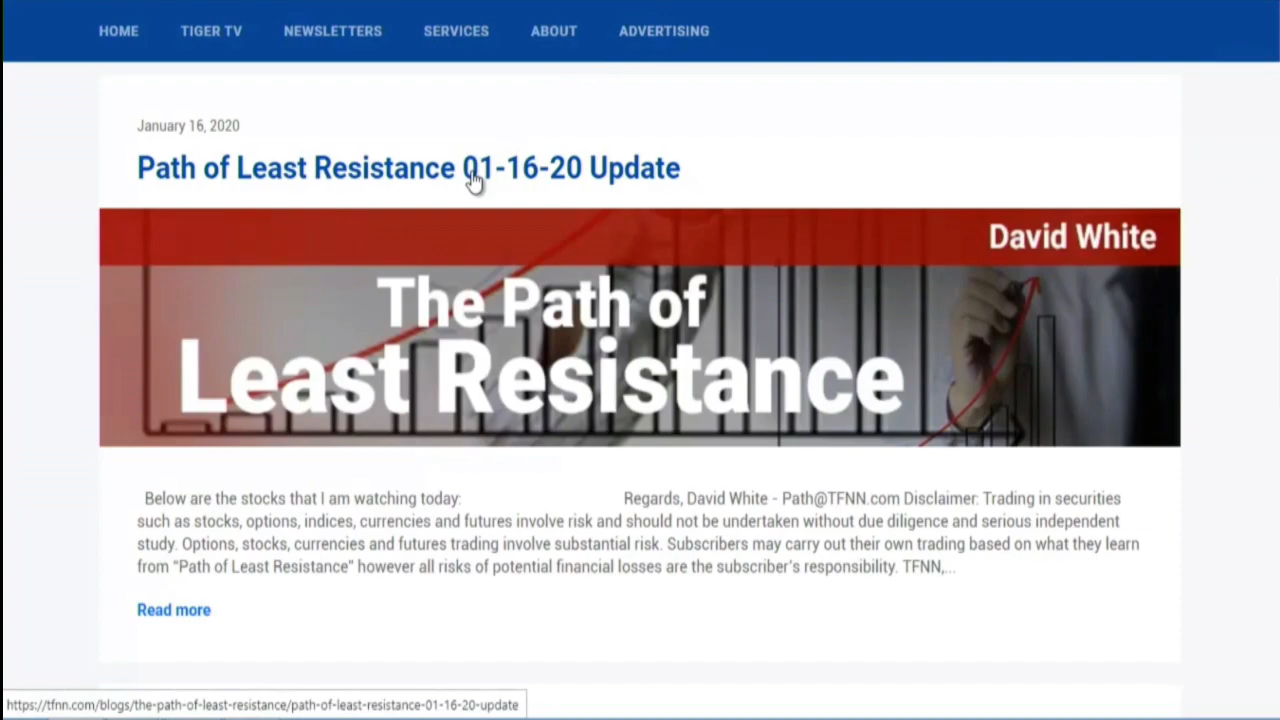 HOME TIGER TV NEWSLETTERS SERVICES ABOUT ADVERTISING
January 16, 2020
Path of Least Resistance 01-16-20 Update
David White
The Path of
Least Resistance
Below are the stocks that I am watching today: Regards, David White - Path@TFNN.com Disclaimer: Trading in securities
such as stocks, options, indices, currencies and futures involve risk and should not be undertaken without due diligence and serious independent
study. Options, stocks, currencies and futures trading involve substantial risk. Subscribers may carry out their own trading based on what they learn
from “Path of Least Resistance” however all risks of potential financial losses are the subscriber’s responsibility. TFNN,...
Read more
https://tfnn.com/blogs/the-path-of-least-resistance/path-of-least-resistance-01-16-20-update